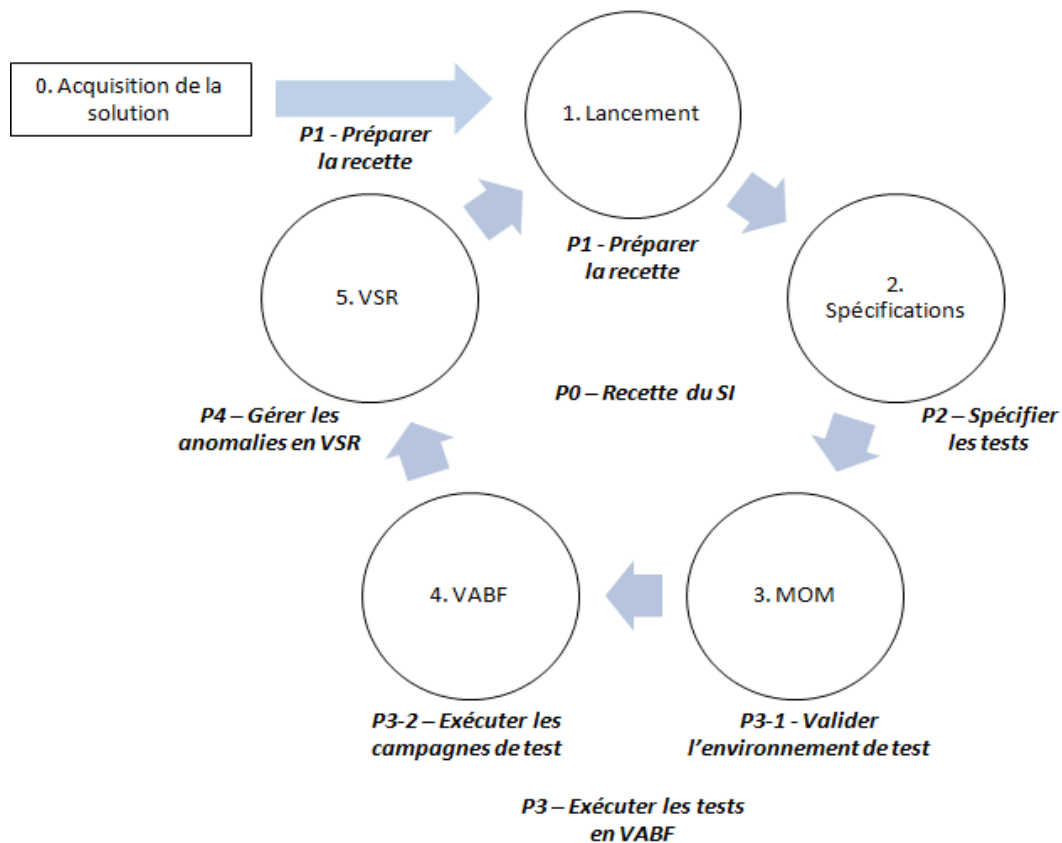 0. Acquisition de la
solution
P1 - Préparer
la recette
1. Lancement
P1 - Préparer
la recette
2.
Spécifications
P2 – Spécifier
les tests
5. VSR
P0 – Recette du SI
P4 – Gérer les
anomalies en VSR
4. VABF
3. MOM
P3-2 – Exécuter les
campagnes de test
P3-1 - Valider
l'environnement de test
P3 – Exécuter les tests
en VABF